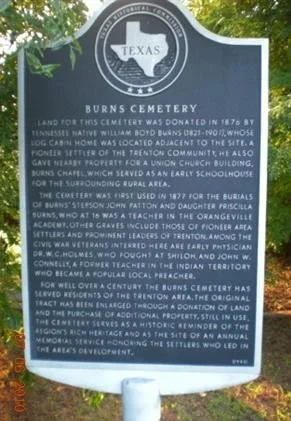 TEXAS HISTORICAL COMMISSION
TEXAS
BURNS CEMETERY
LAND FOR THIS CEMETERY WAS DONATED IN 1876 BY
TENNESSEE NATIVE WILLIAM BOYD BURNS (1821-1907), WHOSE
LOG CABIN HOME WAS LOCATED ADJACENT TO THE SITE. A
PIONEER SETTLER OF THE TRENTON COMMUNITY, HE ALSO
GAVE NEARBY PROPERTY FOR A UNION CHURCH BUILDING,
BURNS CHAPEL, WHICH SERVED AS AN EARLY SCHOOLHOUSE
FOR THE SURROUNDING RURAL AREA.
THE CEMETERY WAS FIRST USED IN 1877 FOR THE BURIALS
OF BURNS' STEPSON JOHN PATTON AND DAUGHTER PRISCILLA
BURNS, WHO AT 16 WAS A TEACHER IN THE ORANGEVILLE
ACADEMY. OTHER GRAVES INCLUDE THOSE OF PIONEER AREA
SETTLERS AND PROMINENT LEADERS OF TRENTON. AMONG THE
CIVIL WAR VETERANS INTERRED HERE ARE EARLY PHYSICIAN
DR. W. C. HOLMES, WHO FOUGHT AT SHILOH, AND JOHN W.
CONNELLY, A FORMER TEACHER IN THE INDIAN TERRITORY
WHO BECAME A POPULAR LOCAL PREACHER.
FOR WELL OVER A CENTURY THE BURNS CEMETERY HAS
SERVED RESIDENTS OF THE TRENTON AREA. THE ORIGINAL
TRACT HAS BEEN ENLARGED THROUGH A DONATION OF LAND
AND THE PURCHASE OF ADDITIONAL PROPERTY. STILL IN USE,
THE CEMETERY SERVES AS A HISTORIC REMINDER OF THE
REGION'S RICH HERITAGE AND AS THE SITE OF AN ANNUAL
MEMORIAL SERVICE HONORING THE SETTLERS WHO LED IN
THE AREA'S DEVELOPMENT.